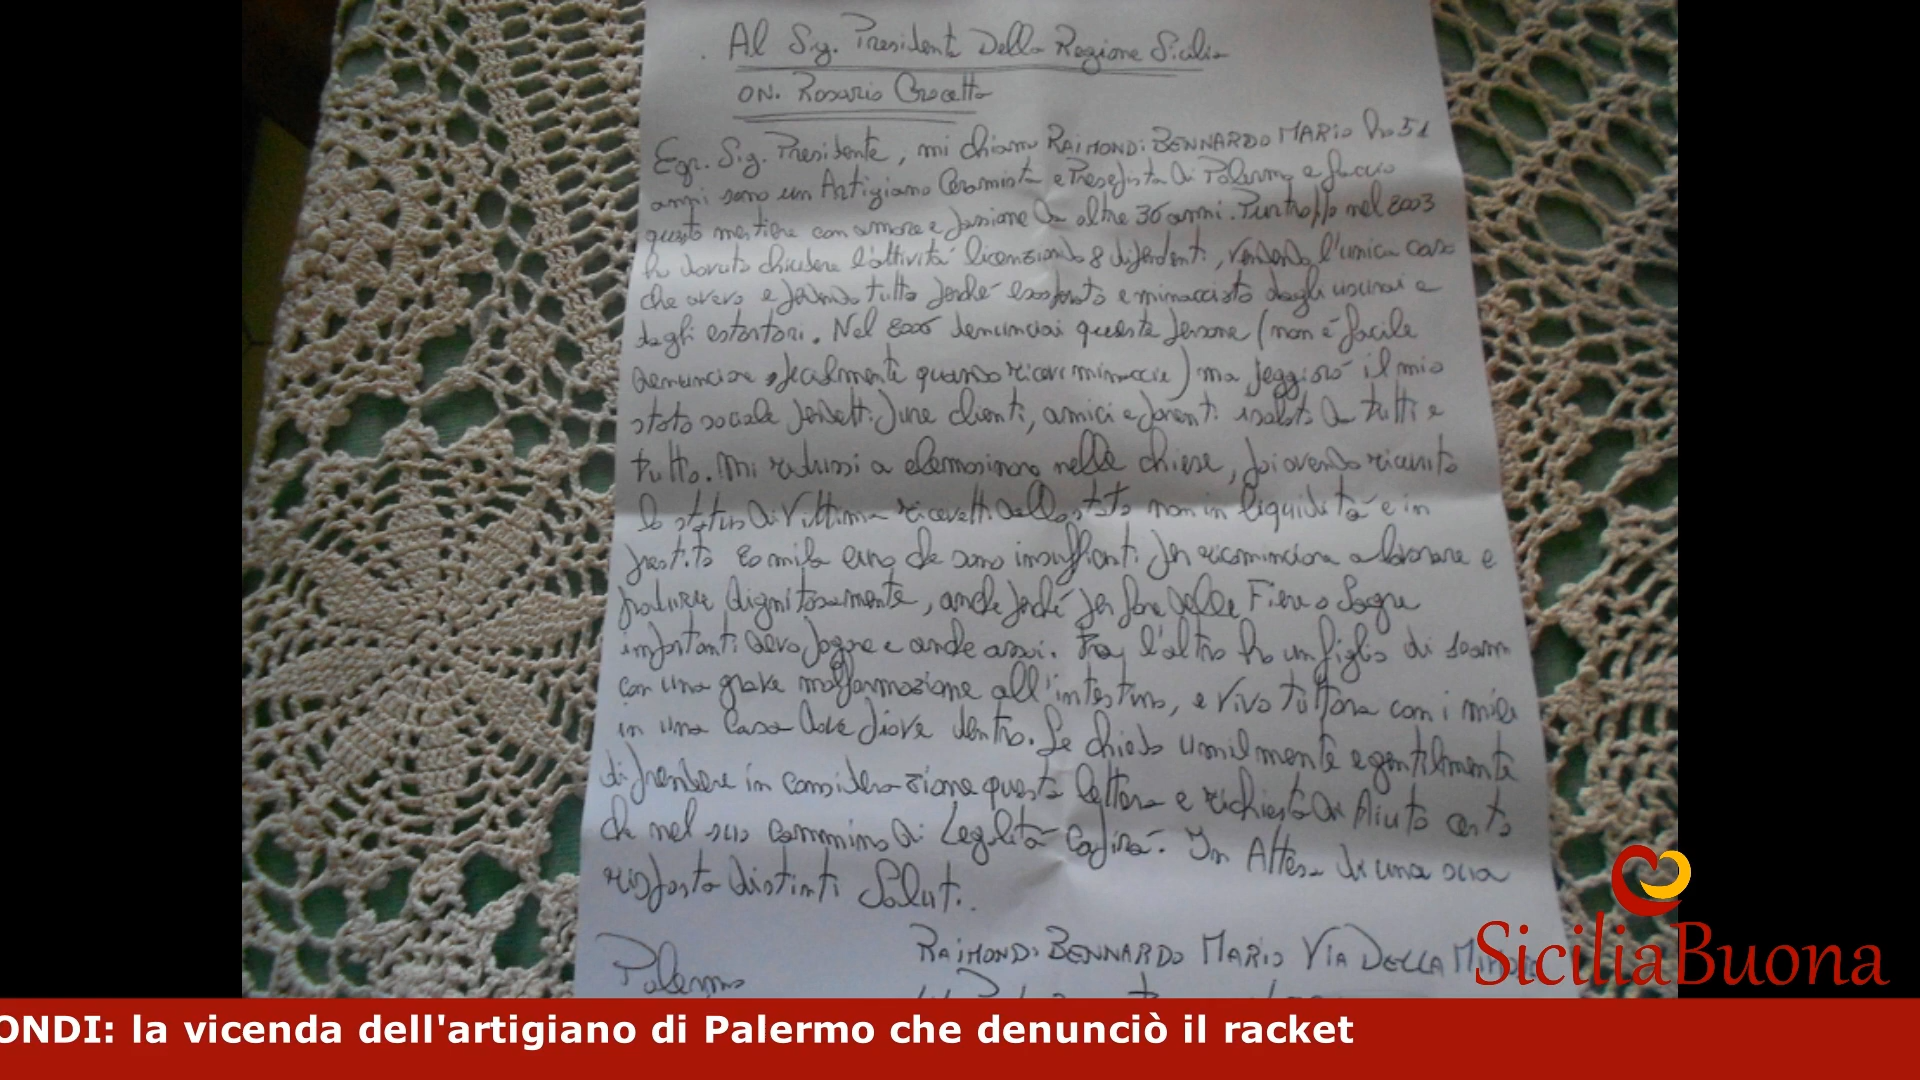 Al Sig. Presidente Della Regione Sicilia
ON. Rosario Crocetta
Egr. Sig. Presidente, mi chiamo RAIMONDI BENNARDO MARIO ho 51
anni sono un Artigiano Ceramista e Presepista di Palermo e faccio
questo mestiere con amore e passione da oltre 36 anni. Purtroppo nel 2003
ho dovuto chiudere l'attività licenziando 8 dipendenti, vendendo l'unica casa
che avevo e perdendo tutto perché esasperato e minacciato dagli usurai e
dagli estortori. Nel denunciai queste persone (non è facile
denunciare, specialmente quando ricevi minaccie) ma peggiorò il mio
stato sociale persi clienti, amici e parenti isolato da tutti e
tutto. Mi ridussi a elemosinare nelle chiese, poi avendo ricevuto
lo status di Vittima ricevetti dallo stato non in liquidità e in
prestito mila euro che sono insufficienti per ricominciare a lavorare e
produrre dignitosamente, anche perché per fare delle Fiere o Sagre
importanti devo pagare e anche assai. Fra l'altro ho un figlio di
con una grave malformazione all'intestino, e vivo tuttora con i miei
in una casa dove piove dentro. Le chiedo umilmente e gentilmente
di prendere in considerazione questa lettera e richiesta di Aiuto certo
che nel suo cammino di Legalità capirà. In Attesa di una sua
risposta distinti Saluti.
Palermo
RAIMONDI BENNARDO MARIO VIA DELLA
SiciliaBuona
ONDI: la vicenda dell'artigiano di Palermo che denunciò il racket